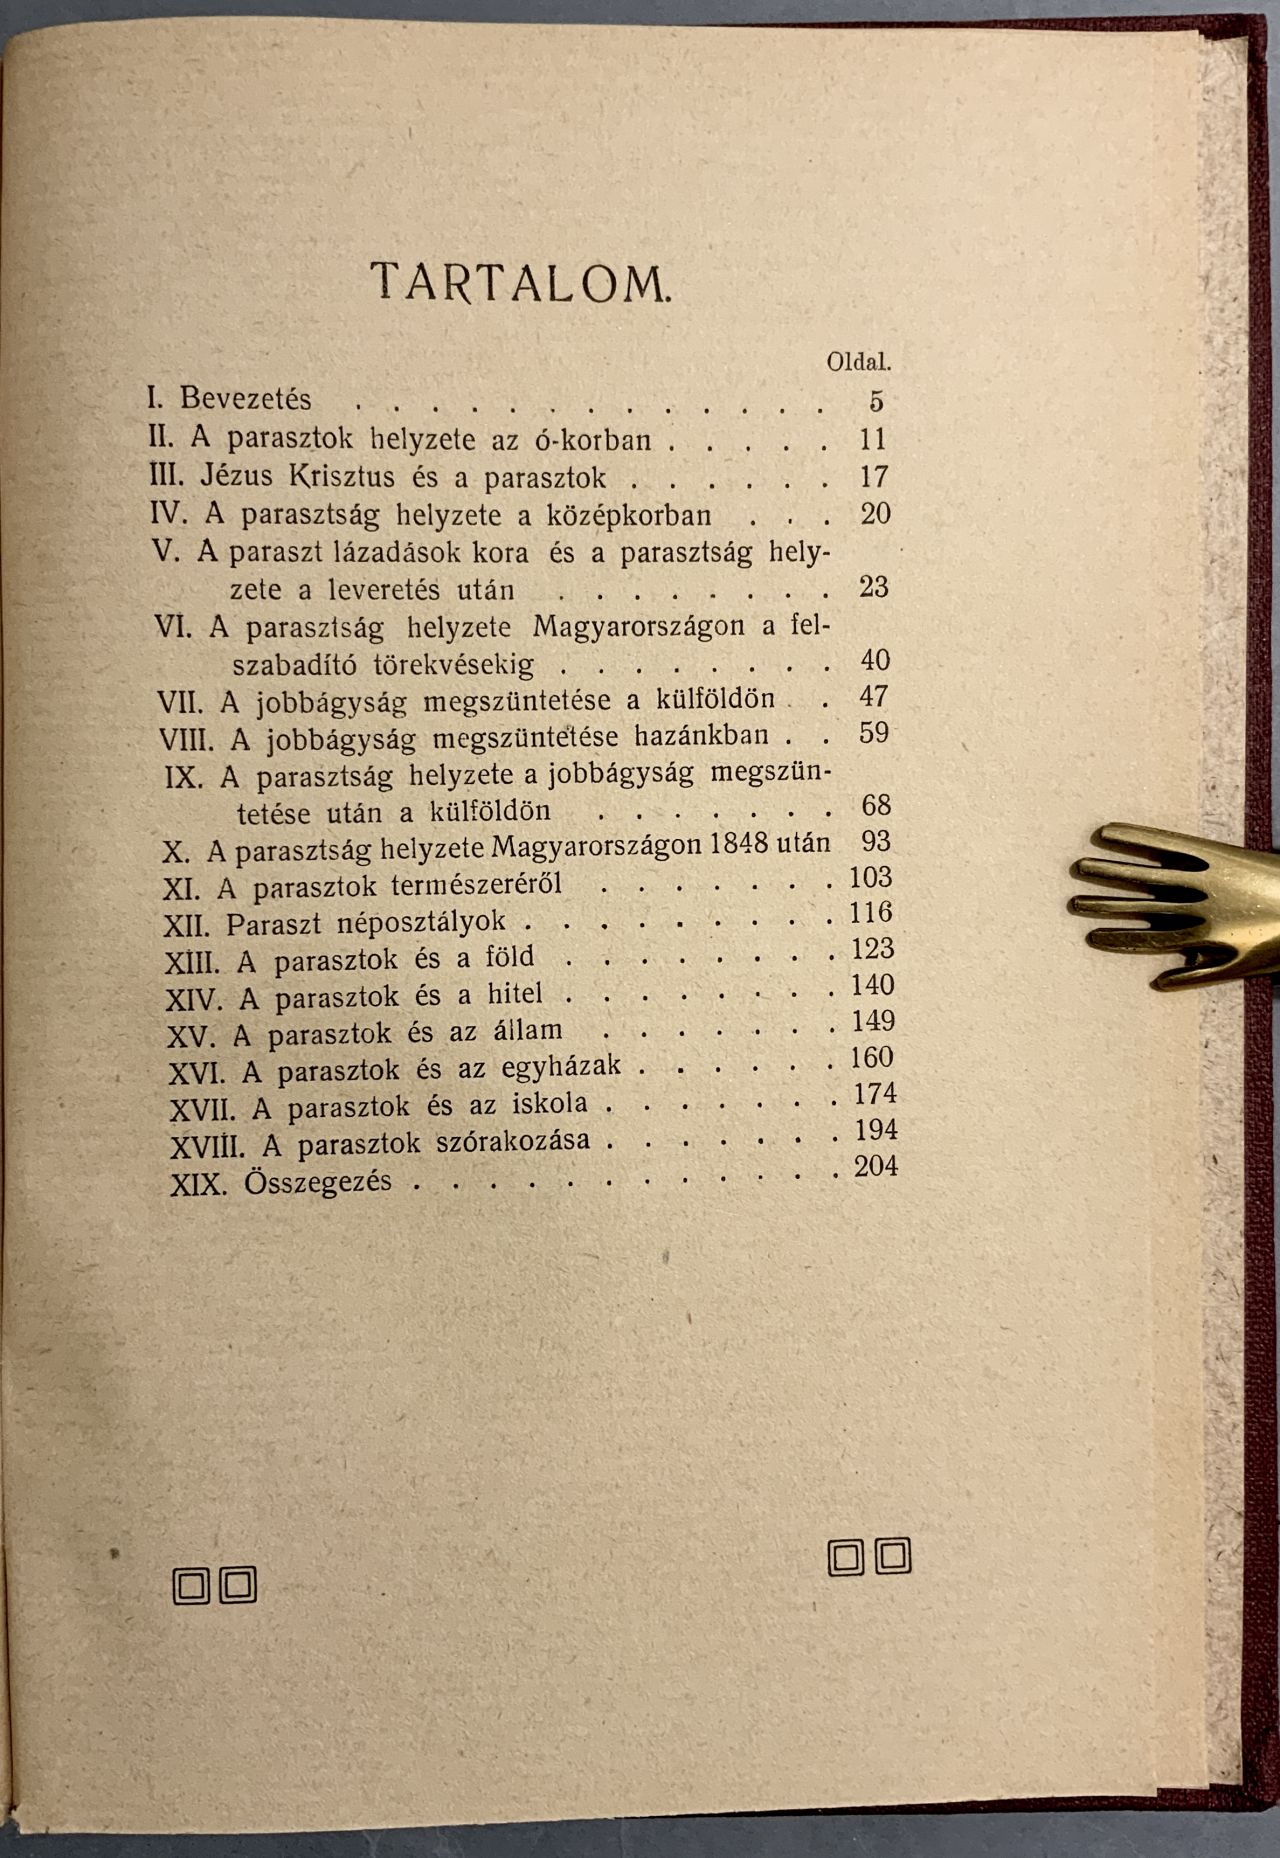 TARTALOM.
Oldal.
I. Bevezetés . . . . . . . . . . . . . 5
II. A parasztok helyzete az ó-korban . . . . . 11
III. Jézus Krisztus és a parasztok . . . . . . 17
IV. A parasztság helyzete a középkorban . . . 20
V. A paraszt lázadások kora és a parasztság hely-
zete a leveretés után . . . . . . . . 23
VI. A parasztság helyzete Magyarországon a fel-
szabadító törekvésekig . . . . . . . . 40
VII. A jobbágyság megszüntetése a külföldön . . 47
VIII. A jobbágyság megszüntetése hazánkban . . 59
IX. A parasztság helyzete a jobbágyság megszün-
tetése után a külföldön . . . . . . . 68
X. A parasztság helyzete Magyarországon 1848 után 93
XI. A parasztok természeréről . . . . . . . 103
XII. Paraszt néposztályok . . . . . . . . . 116
XIII. A parasztok és a föld . . . . . . . . 123
XIV. A parasztok és a hitel . . . . . . . . 140
XV. A parasztok és az állam . . . . . . . 149
XVI. A parasztok és az egyházak . . . . . . 160
XVII. A parasztok és az iskola . . . . . . . 174
XVIII. A parasztok szórakozása . . . . . . . 194
XIX. Összegezés . . . . . . . . . . . . 204